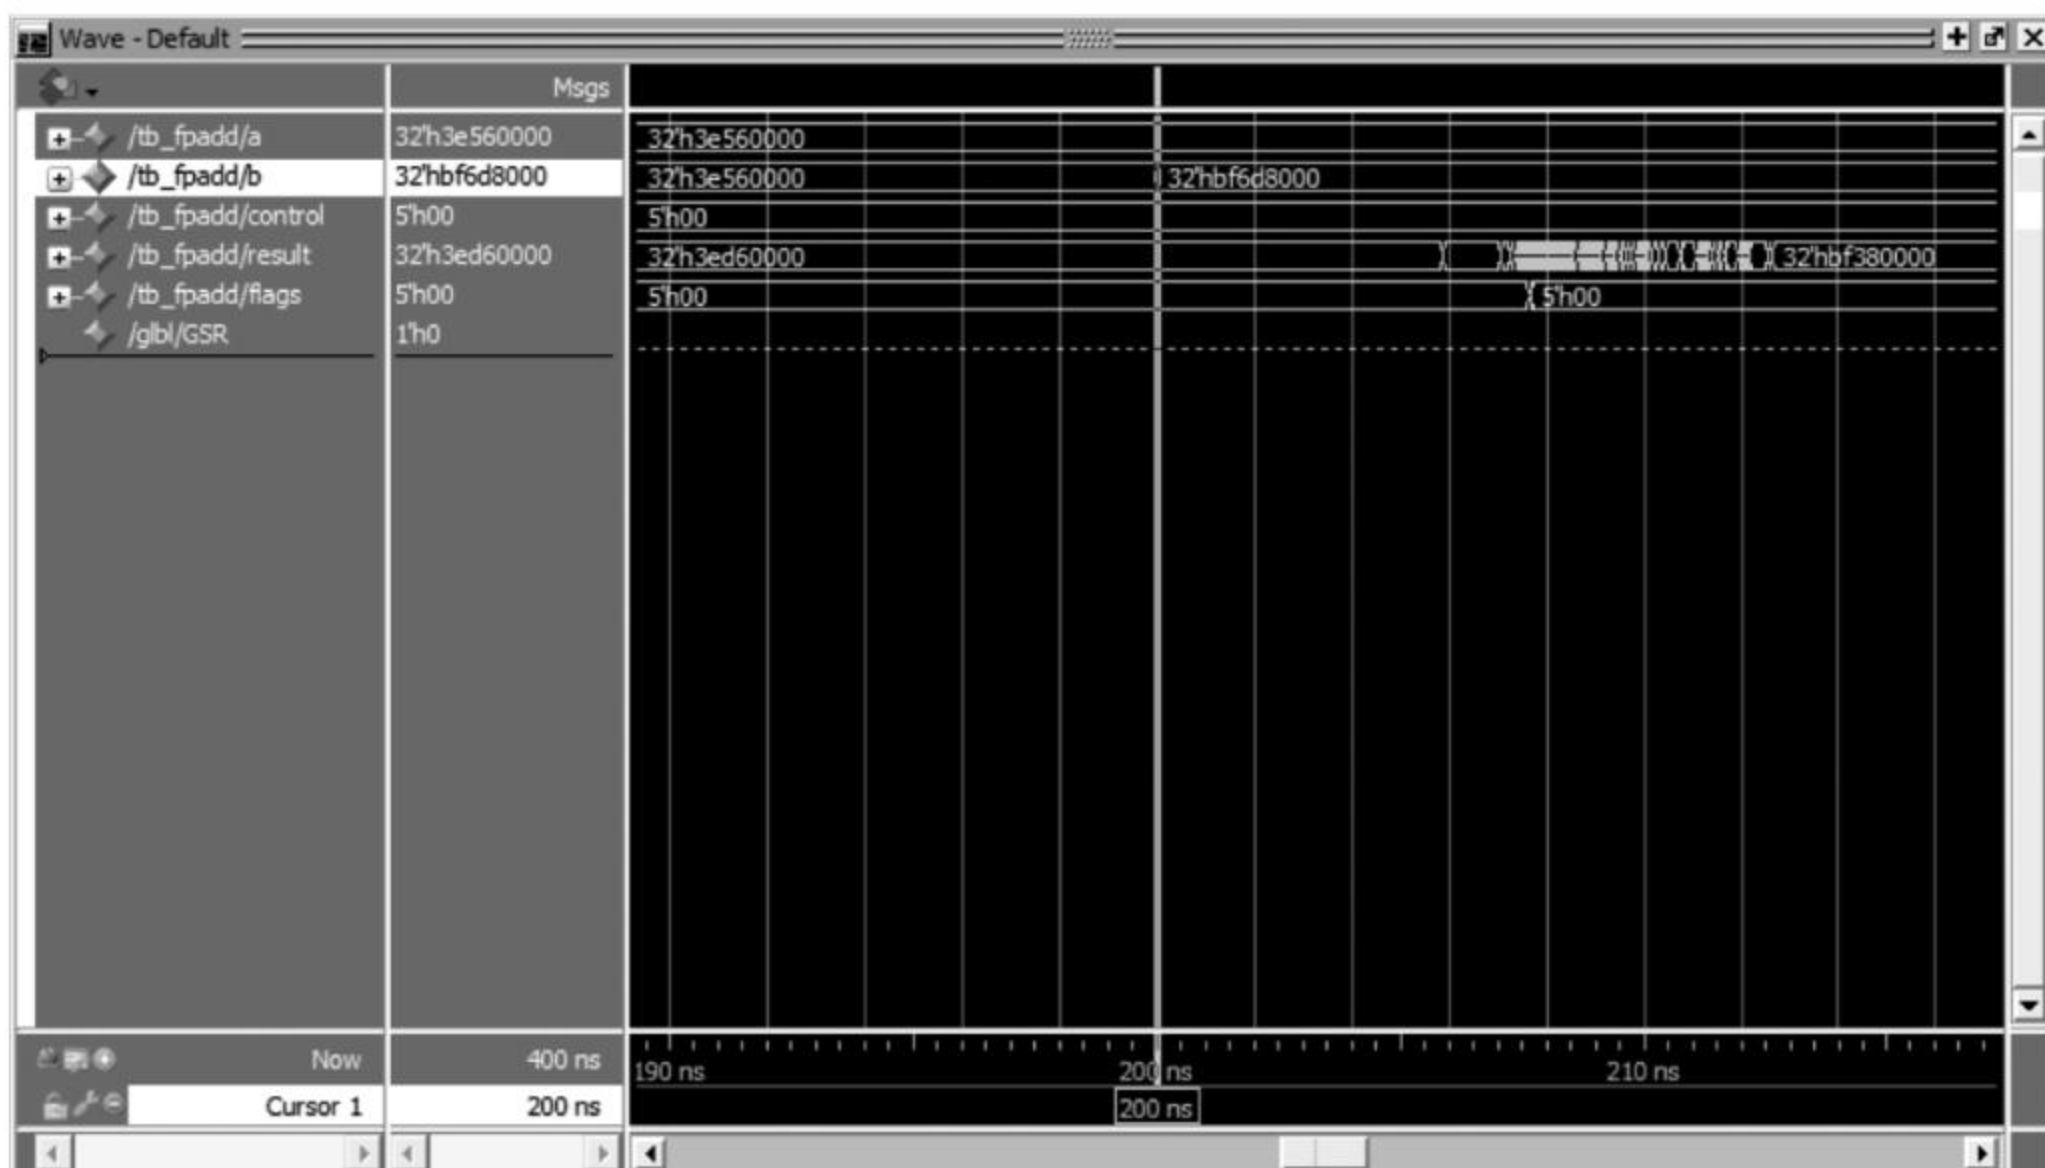 Wave - Default
Msgs
/tb_fpadd/a 32'h3e560000 32'h3e560000
/tb_fpadd/b 32'hbf6d8000 32'h3e560000 32'hbf6d8000
/tb_fpadd/control 5'h00 5'h00
/tb_fpadd/result 32'h3ed60000 32'h3ed60000 32'hbf380000
/tb_fpadd/flags 5'h00 5'h00 5'h00
/glbl/GSR 1'h0
Now 400 ns 190 ns 200 ns 210 ns
Cursor 1 200 ns 200 ns